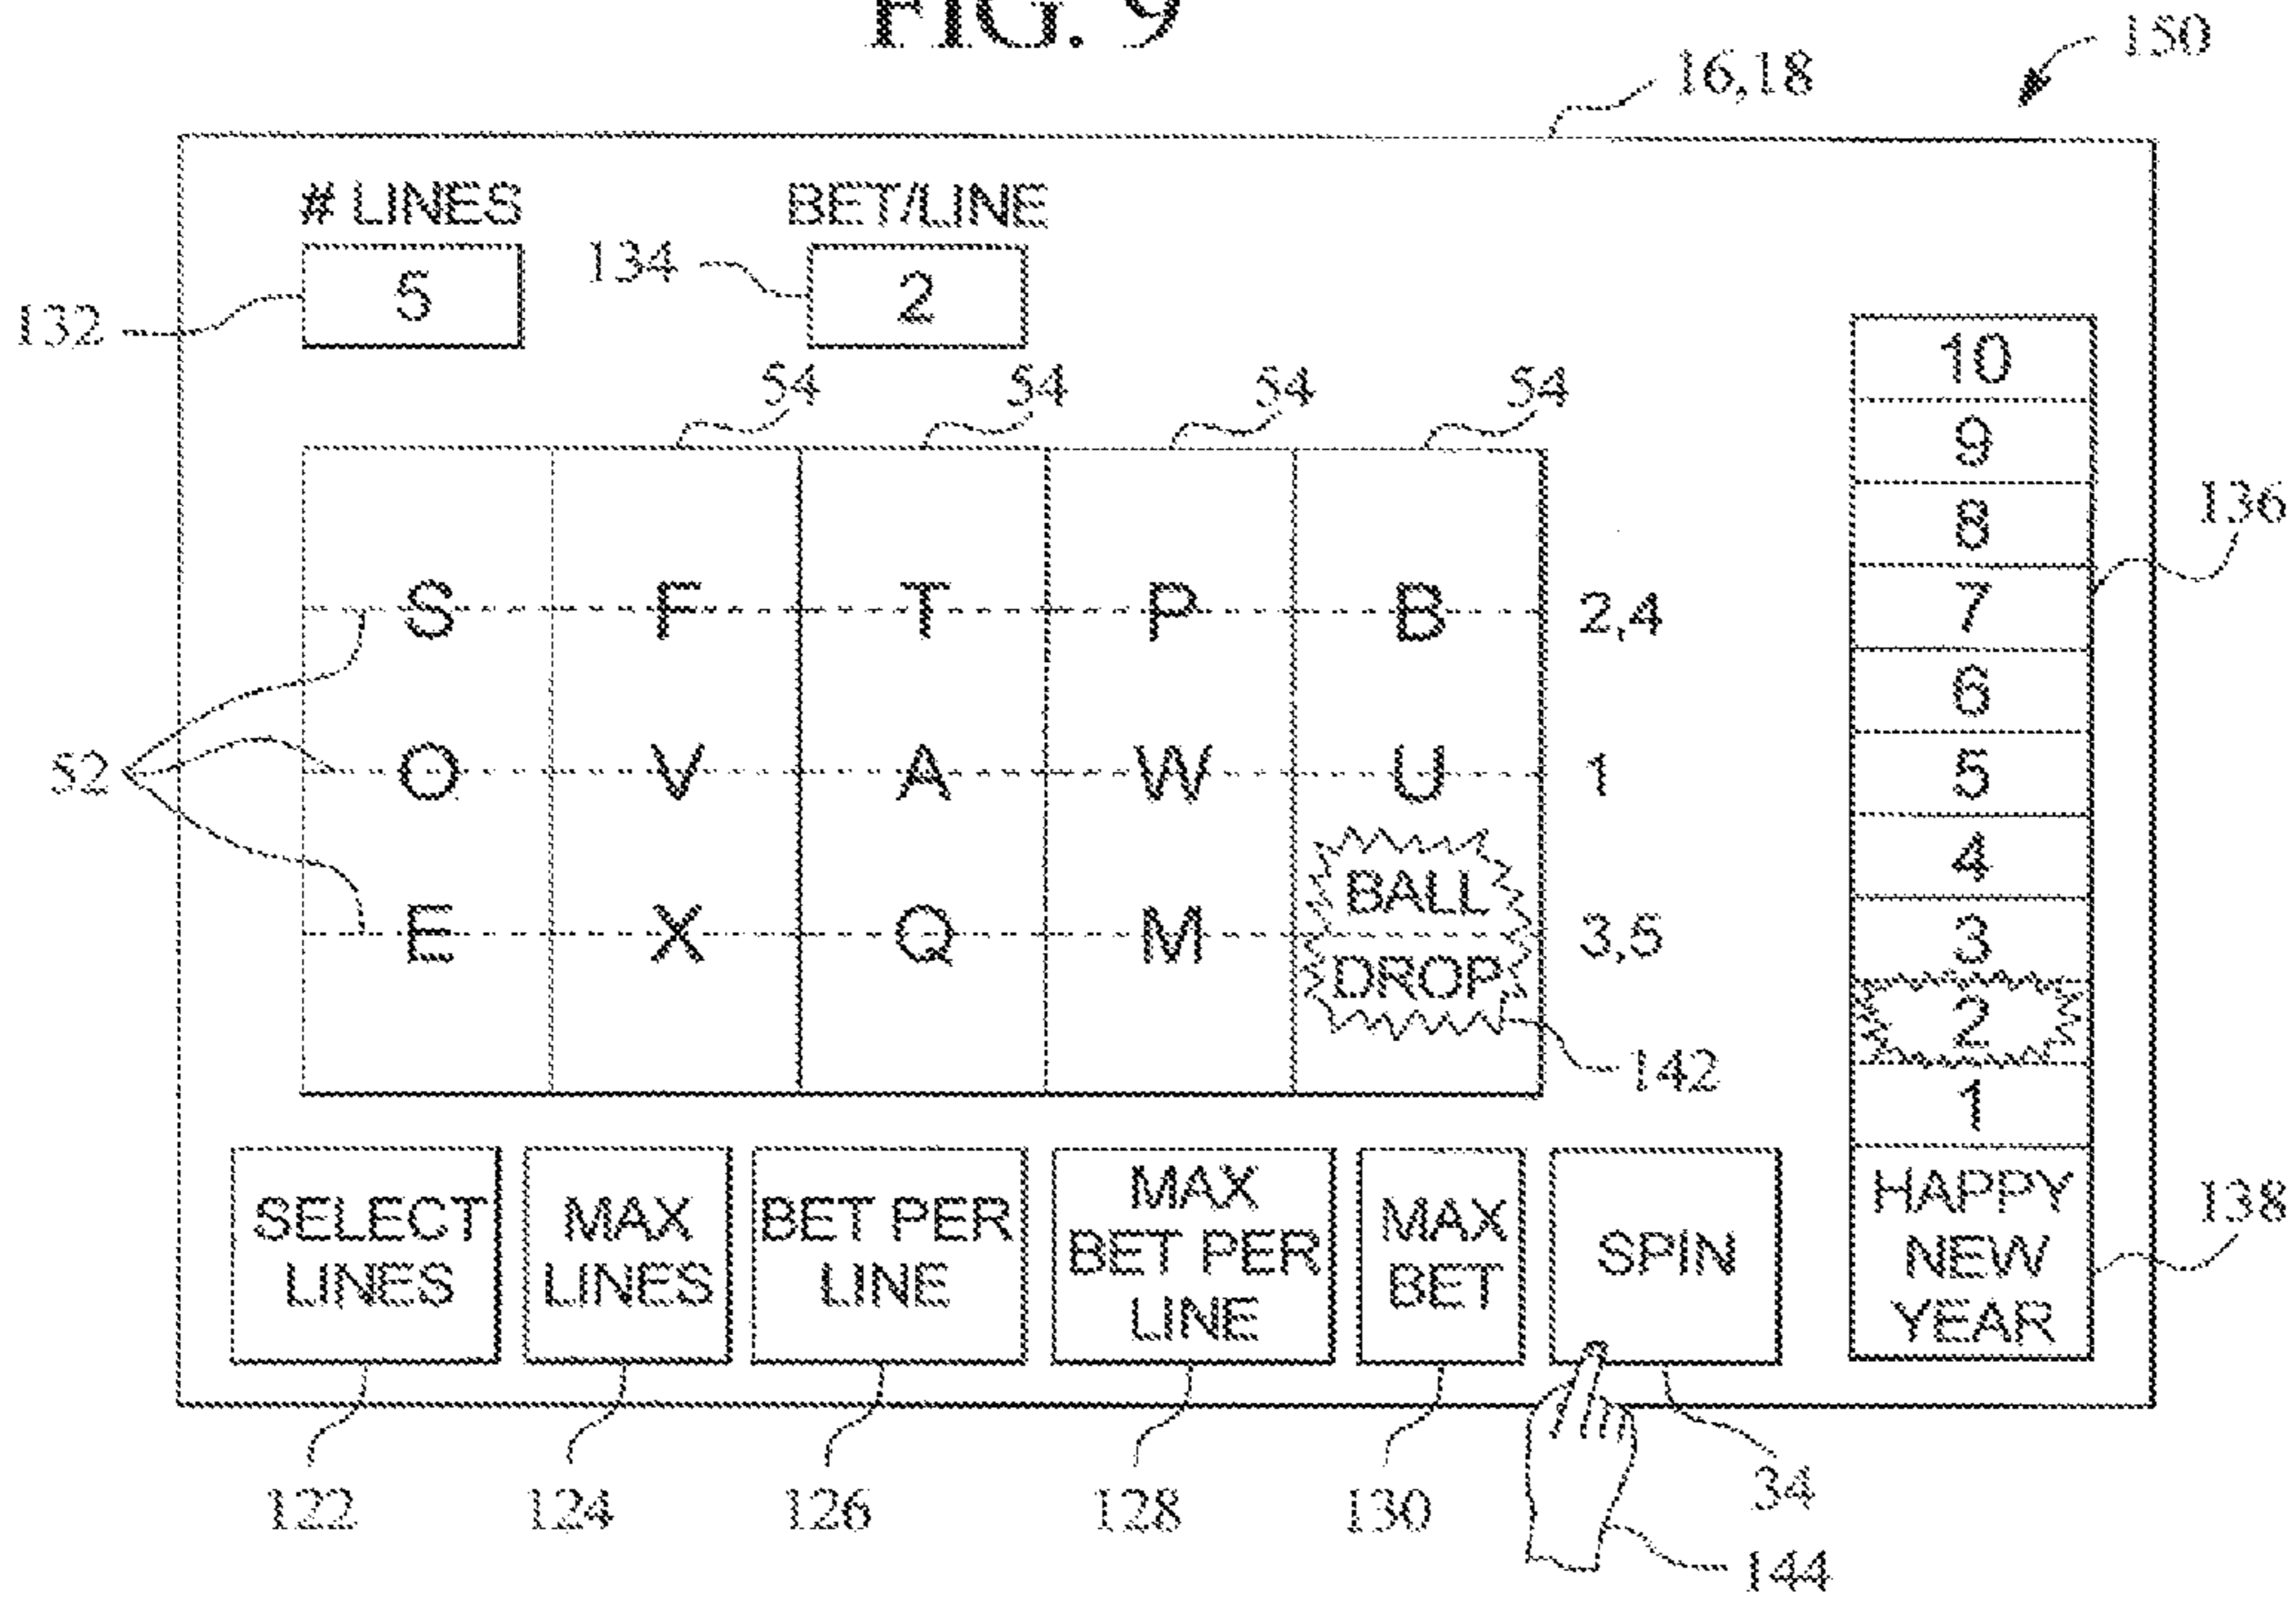 FIG. 9
150
16,18
# LINES
BET/LINE
132
5
134
2
54 54 54 54
S F T P B 2,4
52
O V A W U 1
E X Q M BALL DROP 3,5
142
10
9
8
7
6
5
4
3
2
1
HAPPY
NEW
YEAR
136
138
SELECT
LINES
MAX
LINES
BET PER
LINE
MAX
BET PER
LINE
MAX
BET
SPIN
122 124 126 128 130 34
144